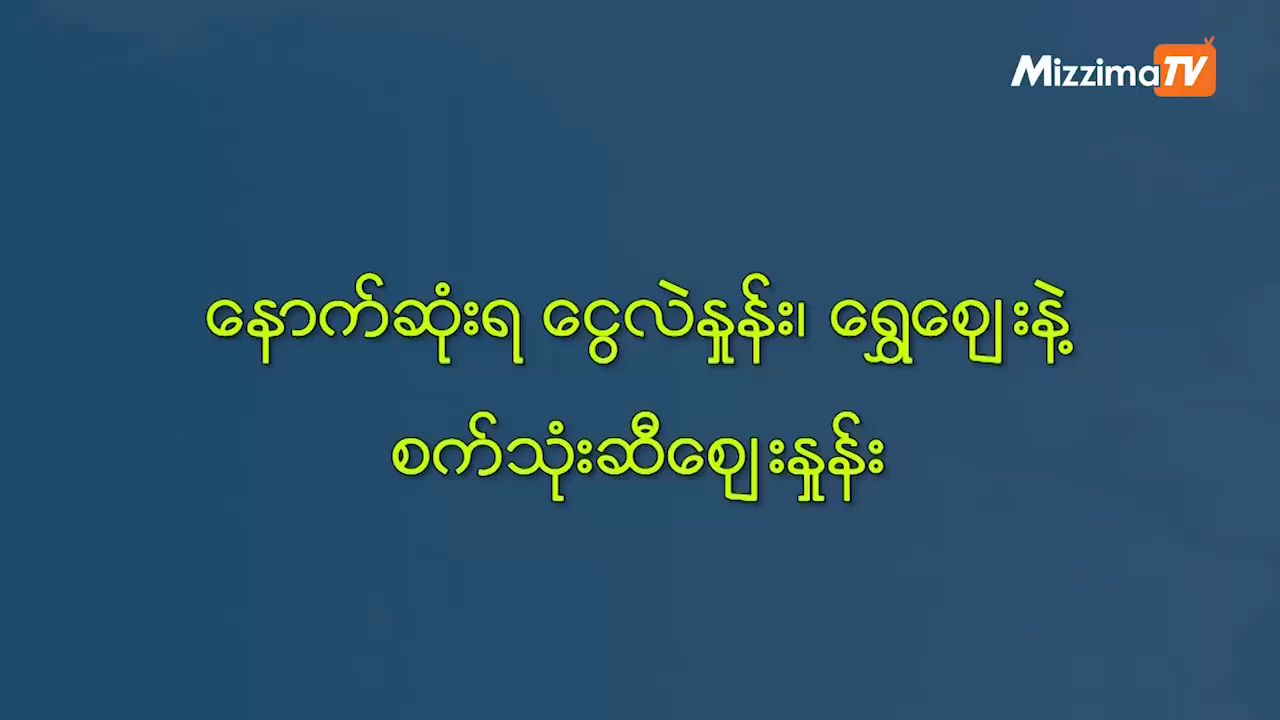 MizzimaTV
နောက်ဆုံးရ ငွေလဲနှုန်း၊ ရွှေဈေးနဲ့
စက်သုံးဆီဈေးနှုန်း